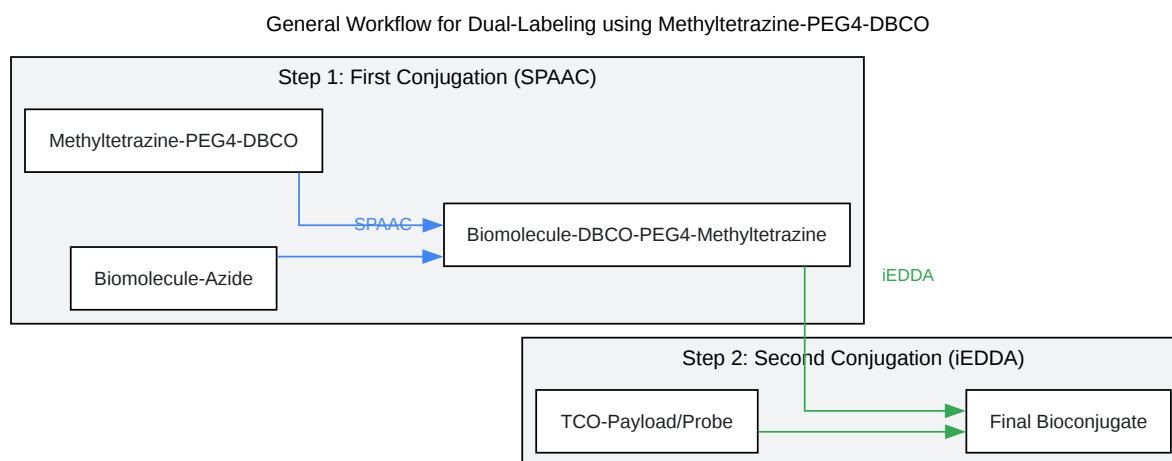 General Workflow for Dual-Labeling using Methyltetrazine-PEG4-DBCO
Step 1: First Conjugation (SPAAC)
Methyltetrazine-PEG4-DBCO
SPAAC
Biomolecule-DBCO-PEG4-Methyltetrazine
Biomolecule-Azide
iEDDA
Step 2: Second Conjugation (iEDDA)
TCO-Payload/Probe
Final Bioconjugate